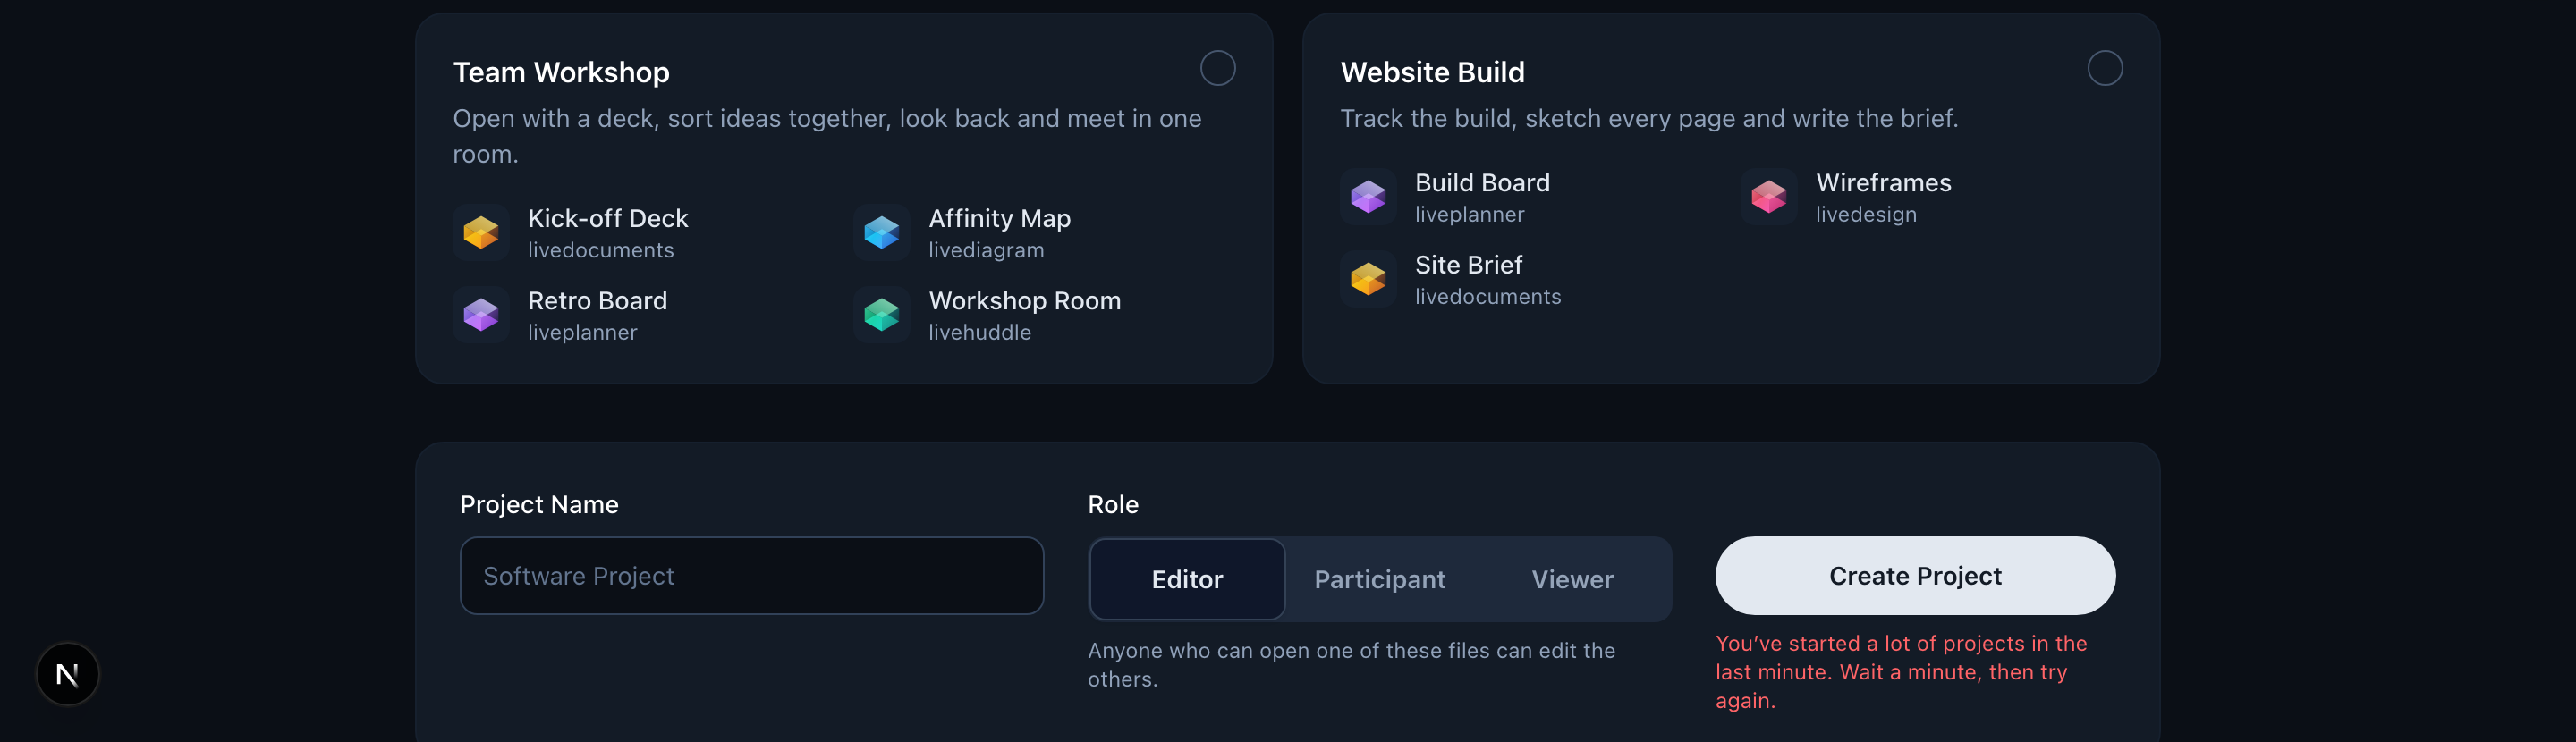 Team Workshop
Open with a deck, sort ideas together, look back and meet in one
room.
Kick-off Deck
livedocuments
Affinity Map
livediagram
Retro Board
liveplanner
Workshop Room
livehuddle
Website Build
Track the build, sketch every page and write the brief.
Build Board
liveplanner
Wireframes
livedesign
Site Brief
livedocuments
Project Name
Software Project
Role
Editor
Participant
Viewer
Anyone who can open one of these files can edit the
others.
Create Project
You’ve started a lot of projects in the
last minute. Wait a minute, then try
again.
N